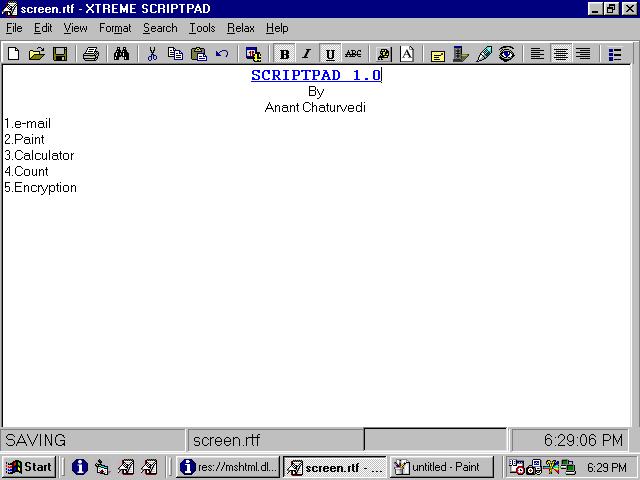 screen.rtf - XTREME SCRIPTPAD
File Edit View Format Search Tools Relax Help
B I U ABC A
SCRIPTPAD 1.0
By
Anant Chaturvedi
1.e-mail
2.Paint
3.Calculator
4.Count
5.Encryption
SAVING screen.rtf 6:29:06 PM
Start res://mshtml.dl... screen.rtf - ... untitled - Paint 6:29 PM